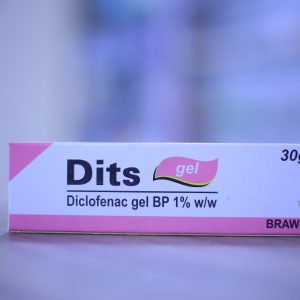 Dits gel 30g
Diclofenac gel BP 1% w/w
BRAW